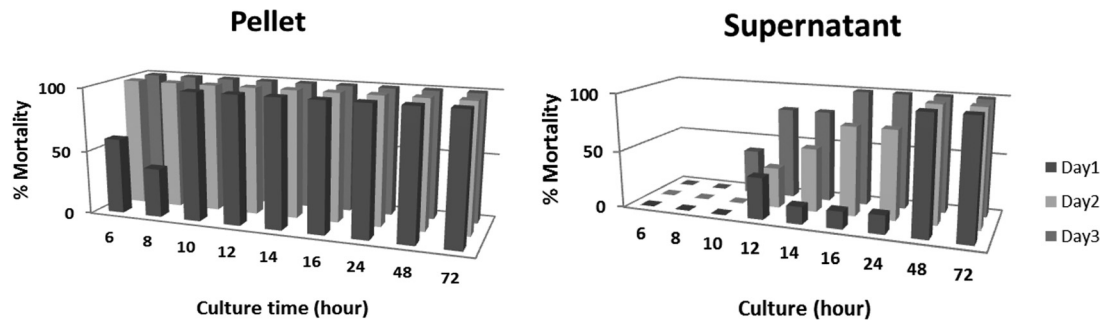 Pellet
% Mortality
100
50
0
6 8 10 12 14 16 24 48 72
Culture time (hour)
Supernatant
% Mortality
100
50
0
6 8 10 12 14 16 24 48 72
Culture (hour)
Day1
Day2
Day3